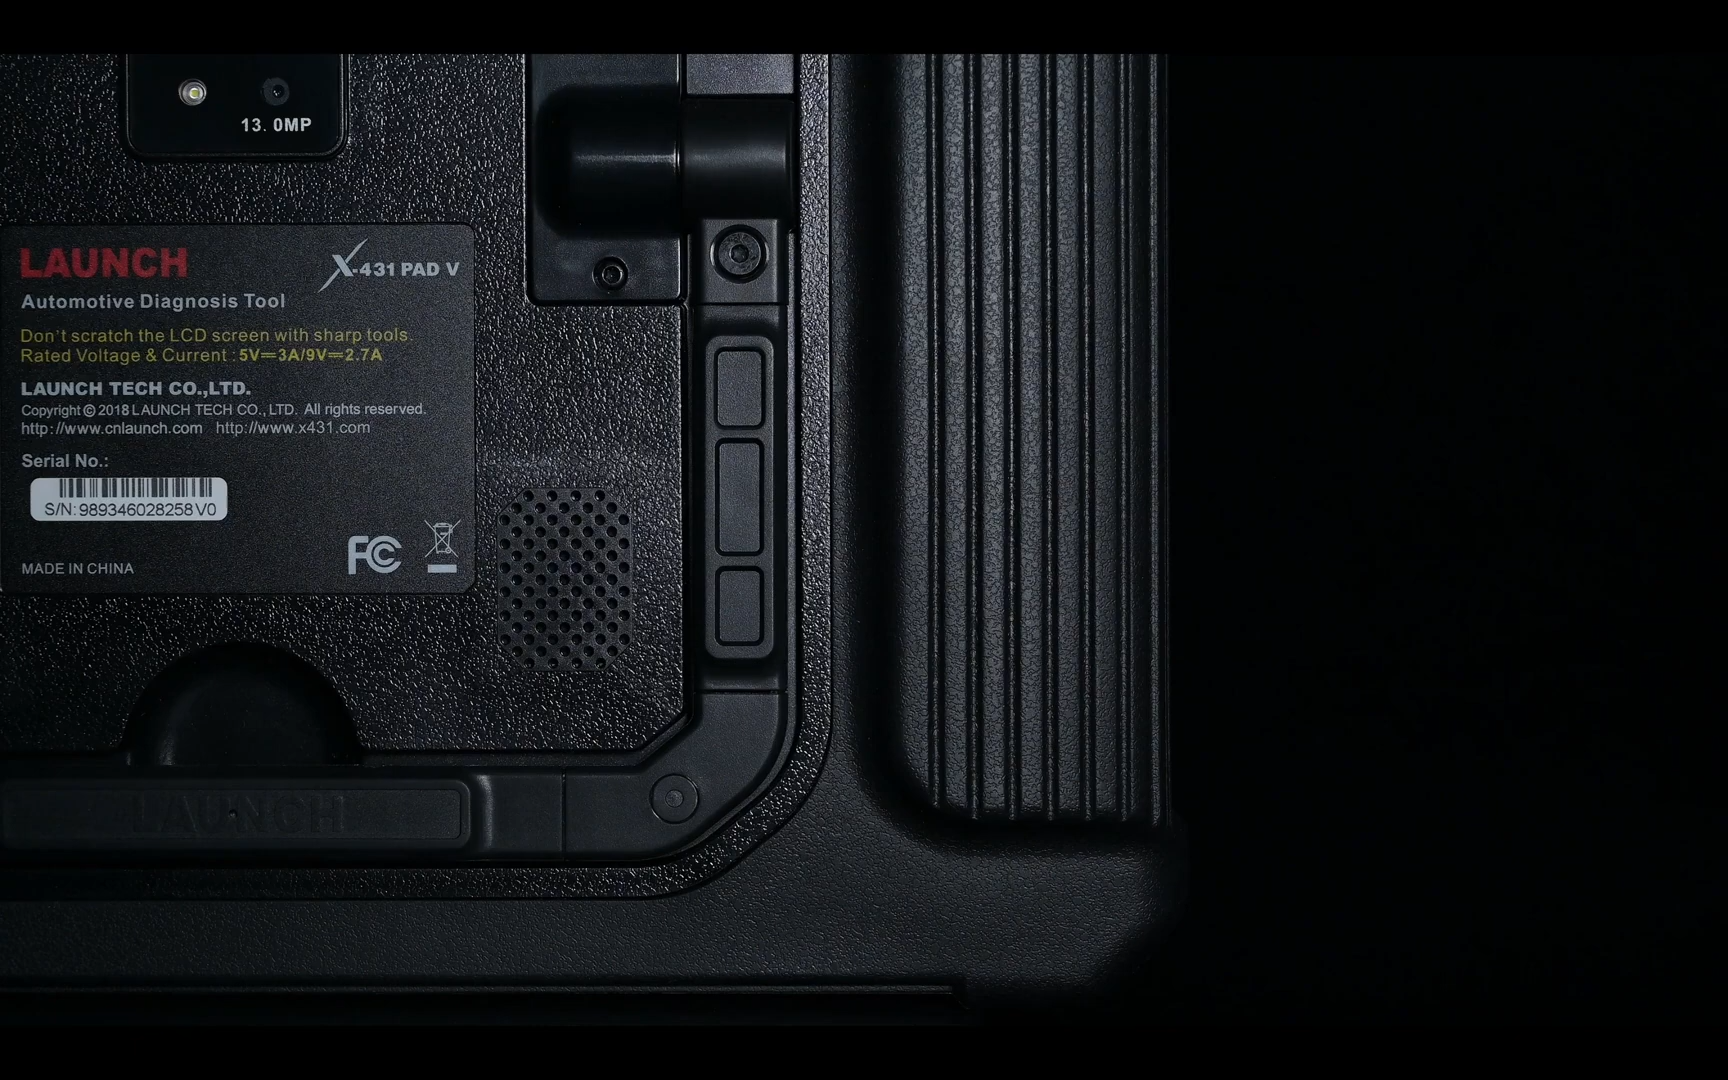 13. 0MP
LAUNCH
X-431 PAD V
Automotive Diagnosis Tool
Don't scratch the LCD screen with sharp tools.
Rated Voltage & Current : 5V⎓3A/9V⎓2.7A
LAUNCH TECH CO.,LTD.
Copyright © 2018 LAUNCH TECH CO., LTD. All rights reserved.
http://www.cnlaunch.com http://www.x431.com
Serial No.:
S/N: 989346028258V0
FC
MADE IN CHINA
LAUNCH